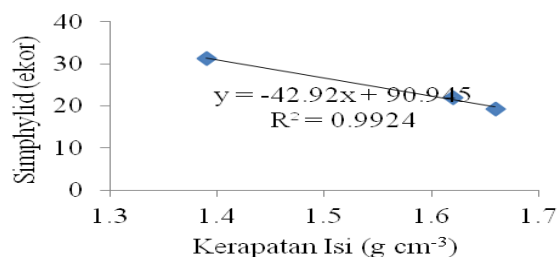 40
30
20
10
0
Simphylid (ekor)
y = -42.92x + 90.945
R² = 0.9924
1.3 1.4 1.5 1.6 1.7
Kerapatan Isi (g cm⁻³)